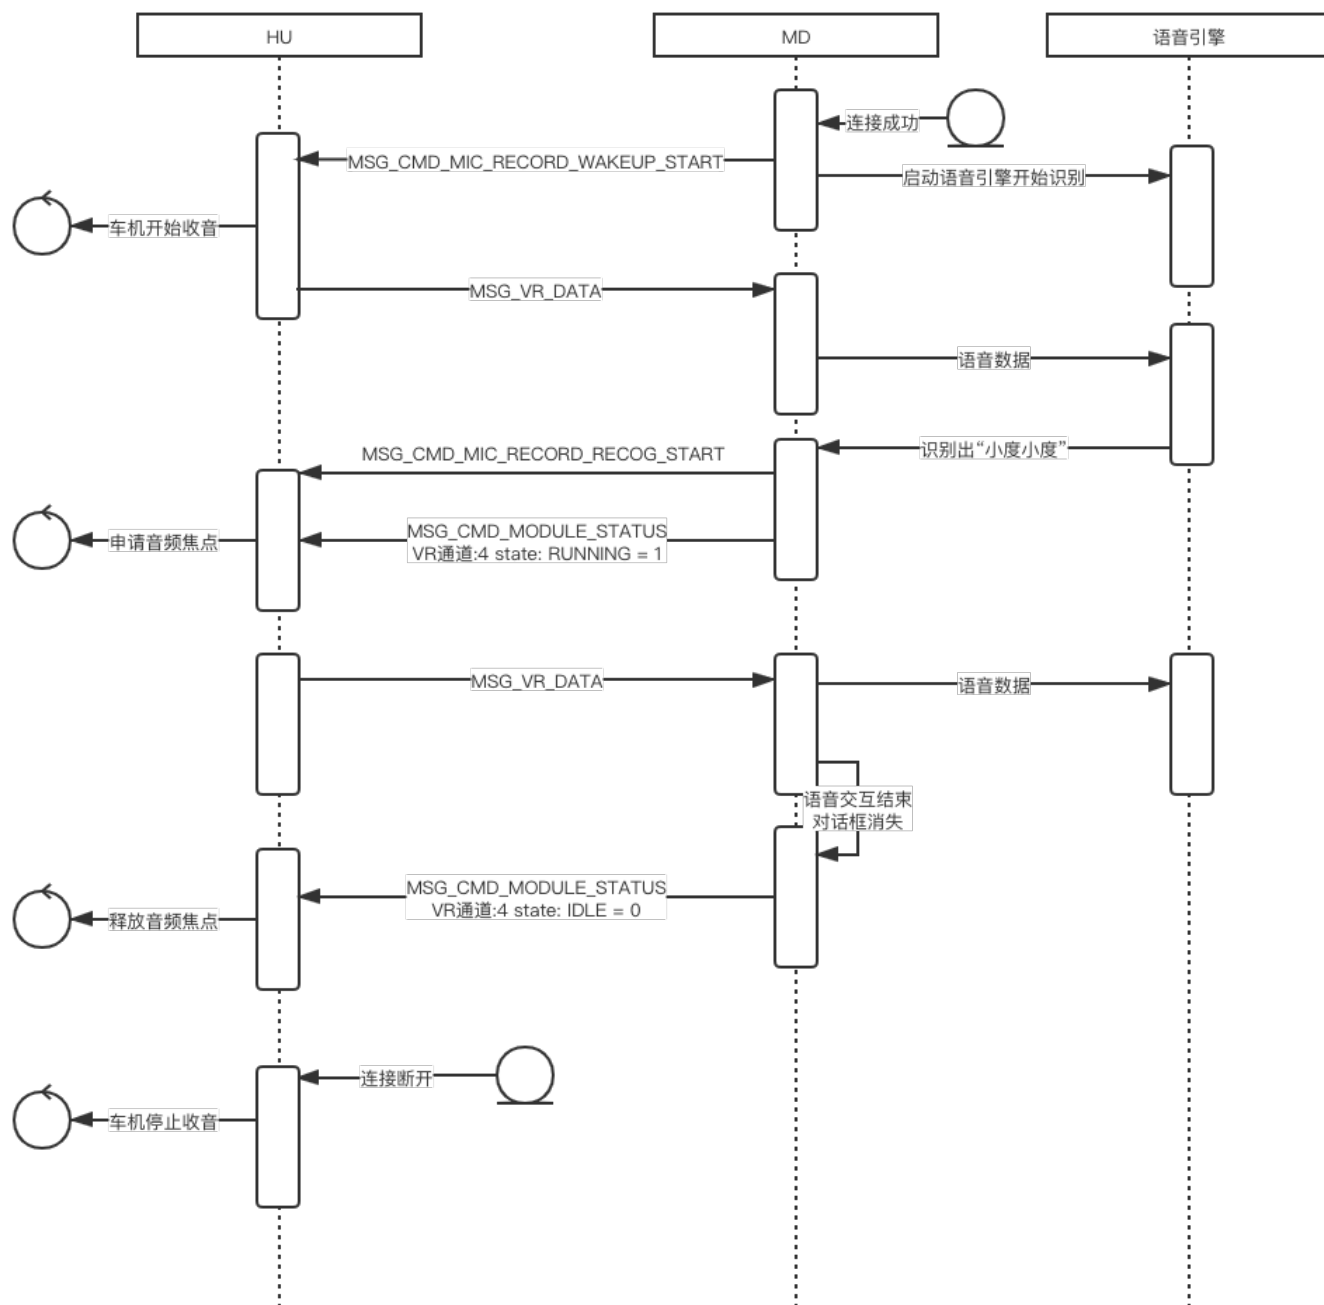 HU
MD
语音引擎
连接成功
MSG_CMD_MIC_RECORD_WAKEUP_START
启动语音引擎开始识别
车机开始收音
MSG_VR_DATA
语音数据
识别出“小度小度”
MSG_CMD_MIC_RECORD_RECOG_START
MSG_CMD_MODULE_STATUS
VR通道:4 state: RUNNING = 1
申请音频焦点
MSG_VR_DATA
语音数据
语音交互结束
对话框消失
MSG_CMD_MODULE_STATUS
VR通道:4 state: IDLE = 0
释放音频焦点
连接断开
车机停止收音